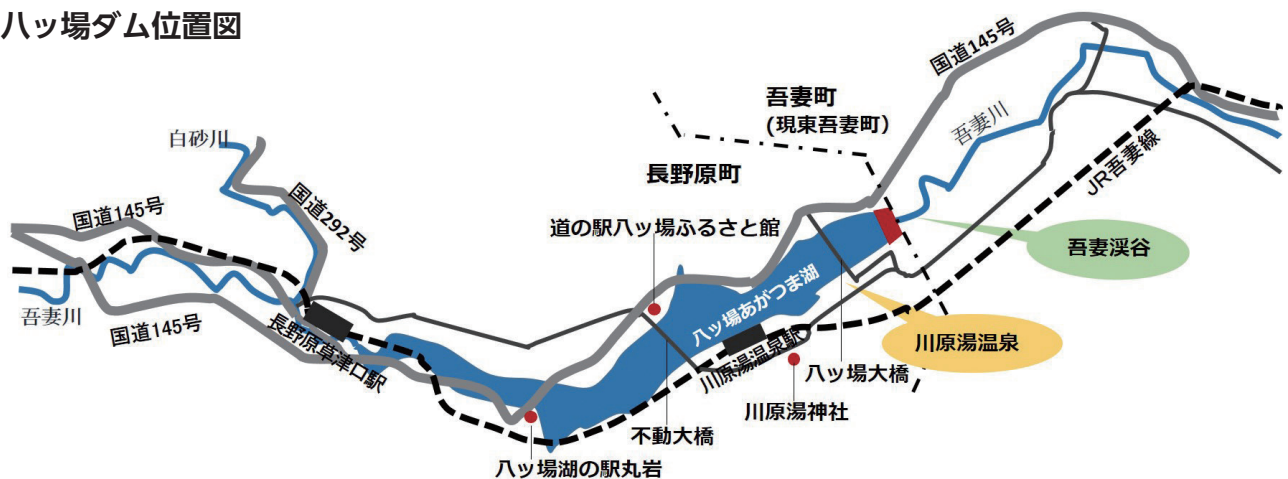 八ッ場ダム位置図
国道145号
吾妻町
(現東吾妻町)
吾妻川
白砂川
長野原町
JR吾妻線
国道292号
国道145号
道の駅八ッ場ふるさと館
吾妻渓谷
八ッ場あがつま湖
吾妻川
国道145号
長野原草津口駅
川原湯温泉駅
川原湯温泉
八ッ場大橋
川原湯神社
不動大橋
八ッ場湖の駅丸岩